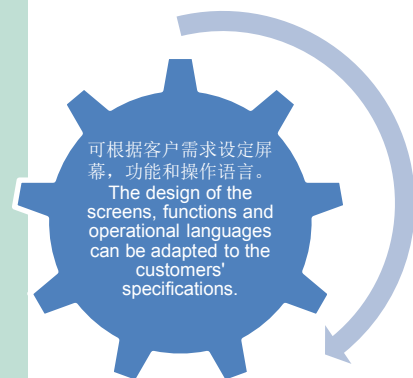 可根据客户需求设定屏
幕，功能和操作语言。
The design of the
screens, functions and
operational languages
can be adapted to the
customers'
specifications.